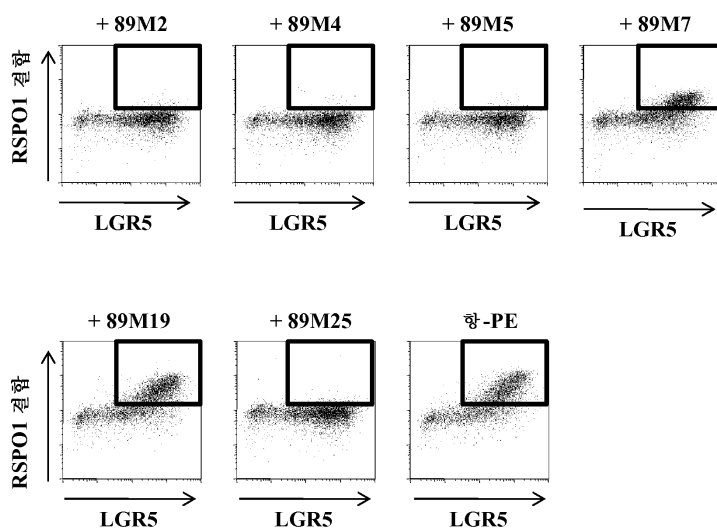 + 89M2
+ 89M4
+ 89M5
+ 89M7
RSPO1 결합
LGR5
LGR5
LGR5
LGR5
+ 89M19
+ 89M25
항-PE
RSPO1 결합
LGR5
LGR5
LGR5